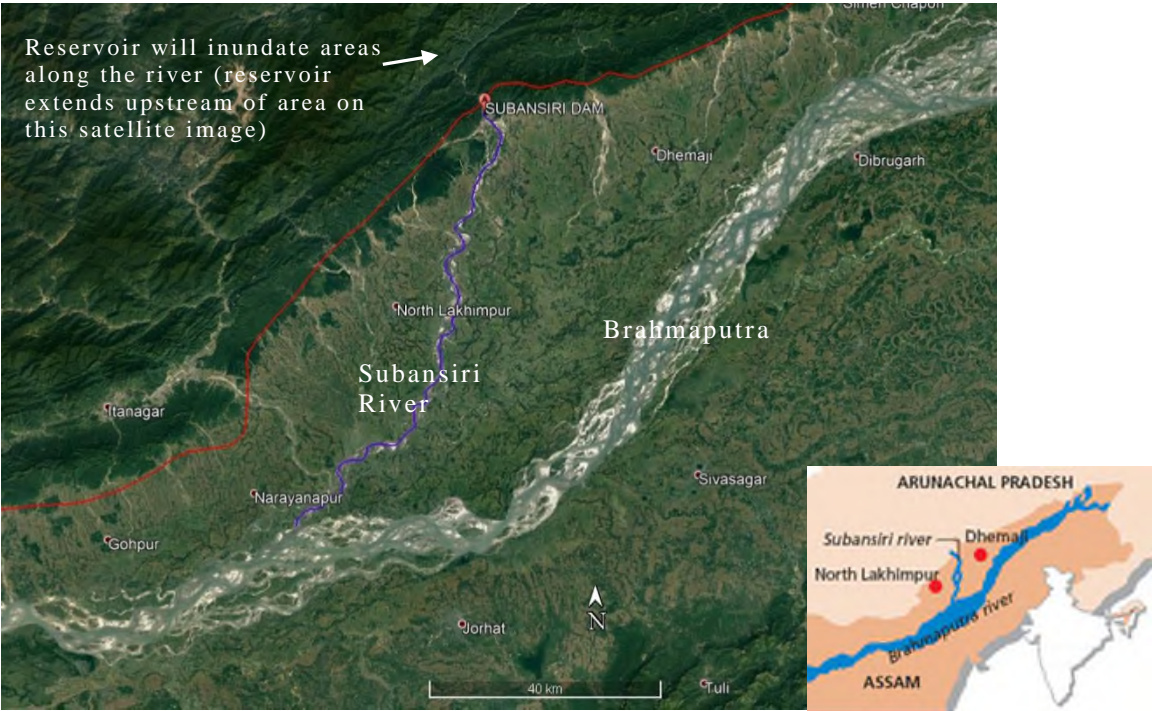 Simen Chapori
Reservoir will inundate areas
along the river (reservoir
extends upstream of area on
this satellite image)
SUBANSIRI DAM
Dhemaji
Dibrugarh
North Lakhimpur
Brahmaputra
Subansiri
River
Itanagar
Narayanapur
Sivasagar
Gohpur
N
Jorhat
40 km
Tuli
ARUNACHAL PRADESH
Subansiri river
Dhemaji
North Lakhimpur
Brahmaputra river
ASSAM